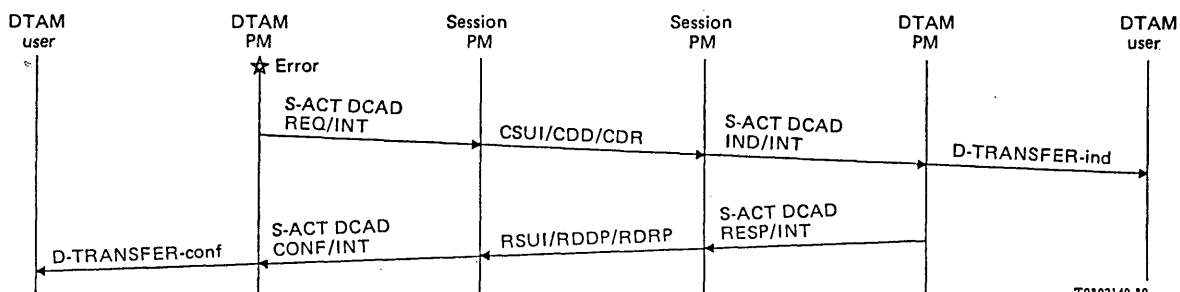 DTAM user
DTAM PM
Session PM
Session PM
DTAM PM
DTAM user
Error
S-ACT DCAD
REQ/INT
CSUI/CDD/CDR
S-ACT DCAD
IND/INT
D-TRANSFER-ind
D-TRANSFER-conf
S-ACT DCAD
CONF/INT
RSUI/RDDP/RDRP
S-ACT DCAD
RESP/INT